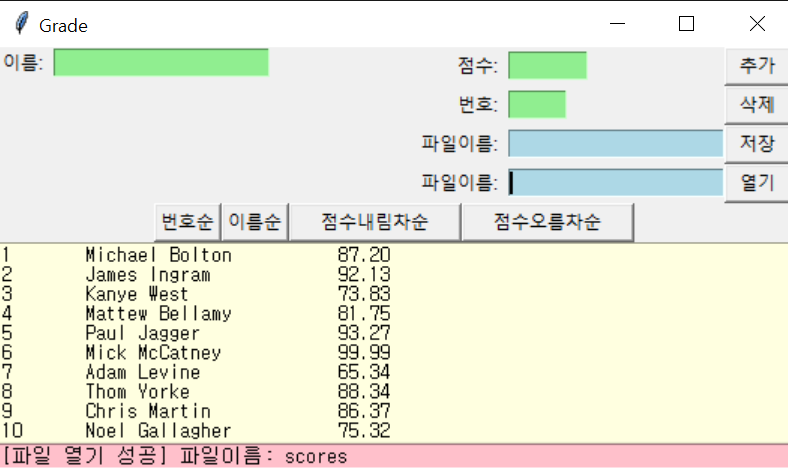 Grade
이름: 점수: 추가
번호: 삭제
파일이름: 저장
파일이름: 열기
번호순 이름순 점수내림차순 점수오름차순
1 Michael Bolton 87.20
2 James Ingram 92.13
3 Kanye West 73.83
4 Mattew Bellamy 81.75
5 Paul Jagger 93.27
6 Mick McCatney 99.99
7 Adam Levine 65.34
8 Thom Yorke 88.34
9 Chris Martin 86.37
10 Noel Gallagher 75.32
[파일 열기 성공] 파일이름: scores